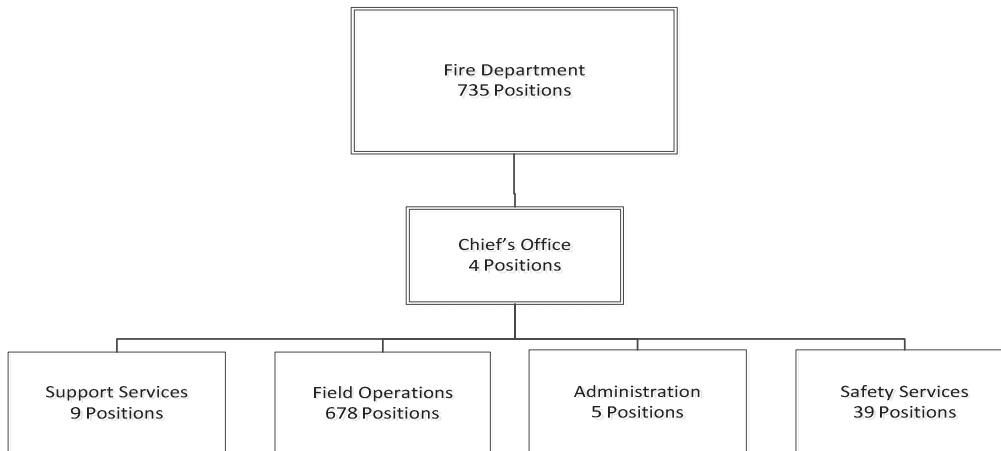 Fire Department
735 Positions
Chief’s Office
4 Positions
Support Services
9 Positions
Field Operations
678 Positions
Administration
5 Positions
Safety Services
39 Positions